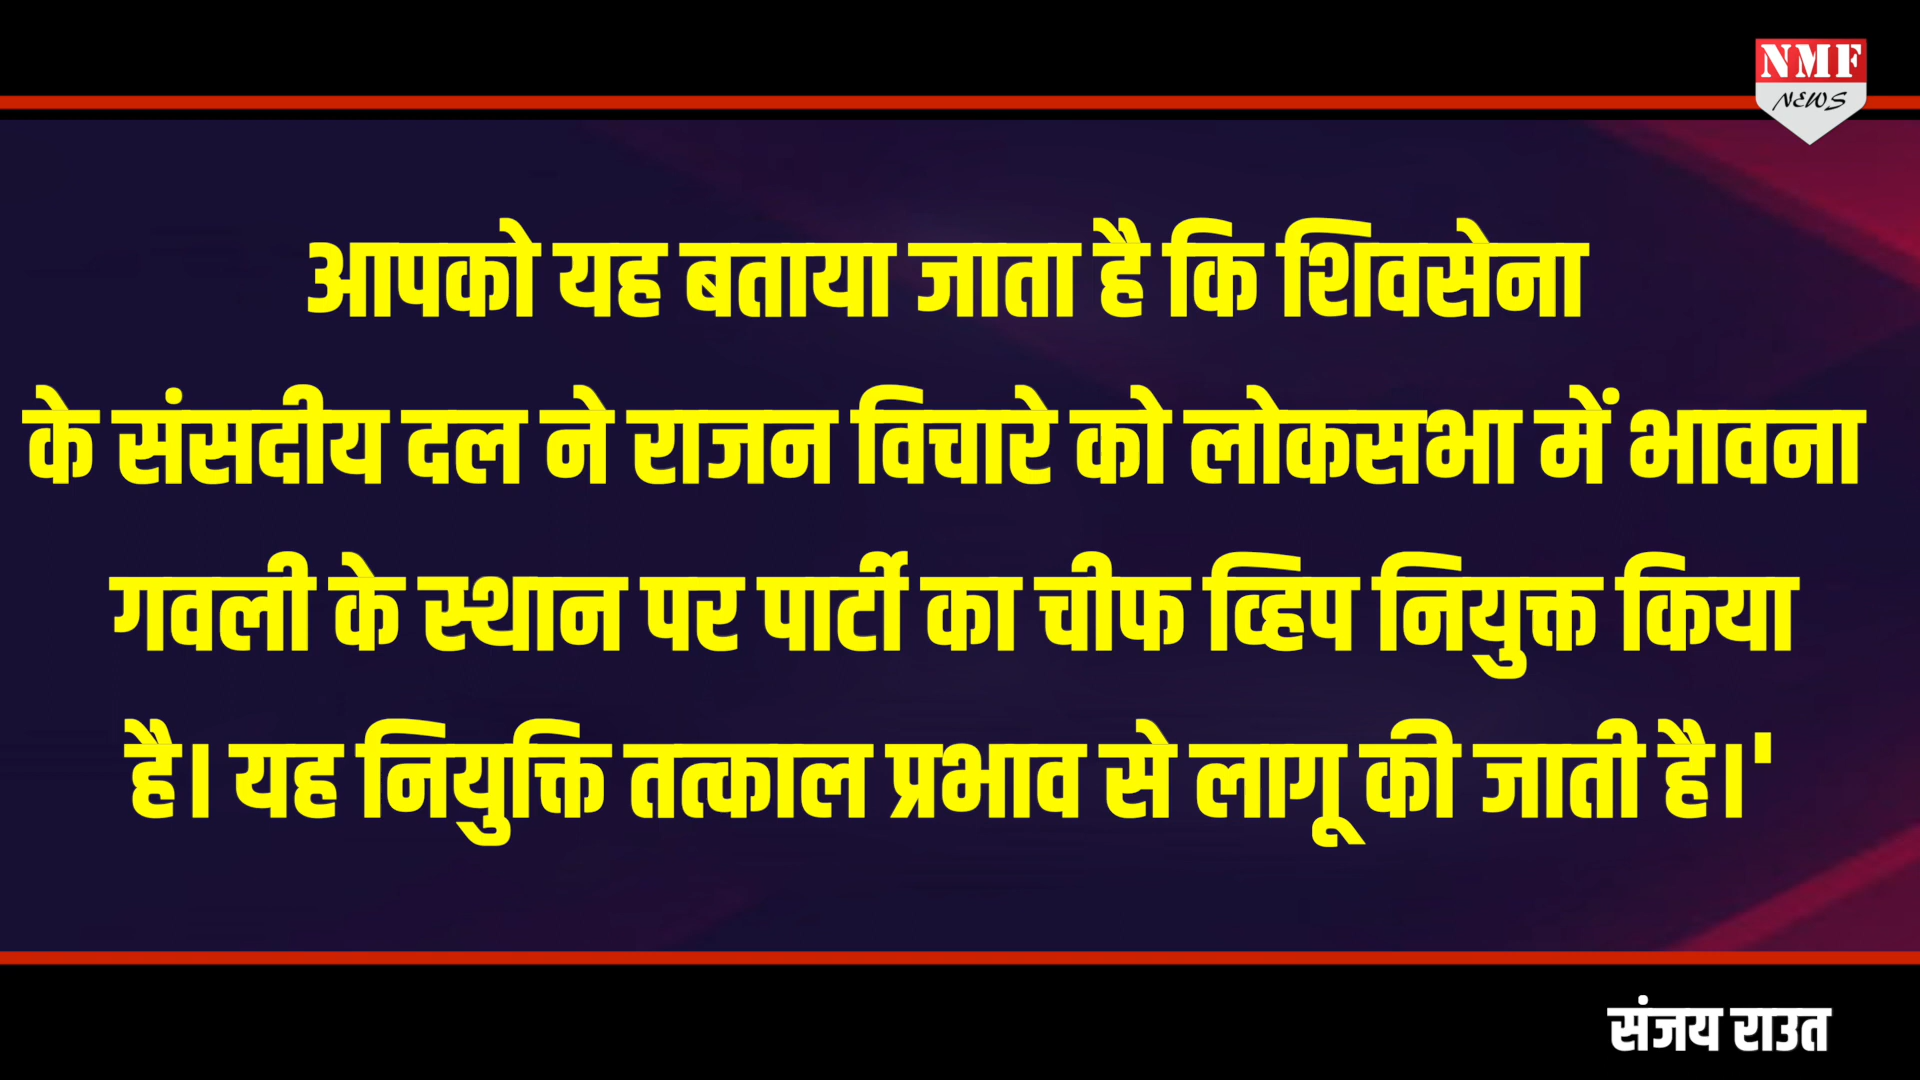 NMF
NEWS
आपको यह बताया जाता है कि शिवसेना
के संसदीय दल ने राजन विचारे को लोकसभा में भावना
गवली के स्थान पर पार्टी का चीफ व्हिप नियुक्त किया
है। यह नियुक्ति तत्काल प्रभाव से लागू की जाती है।'
संजय राउत